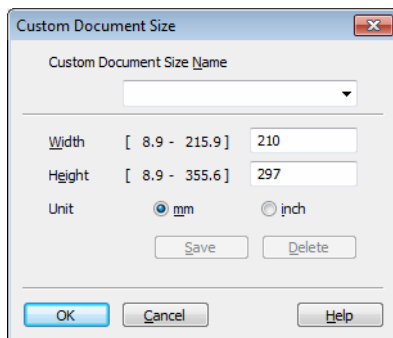 Custom Document Size
Custom Document Size Name
Width [ 8.9 - 215.9 ] 210
Height [ 8.9 - 355.6 ] 297
Unit mm inch
Save Delete
OK Cancel Help